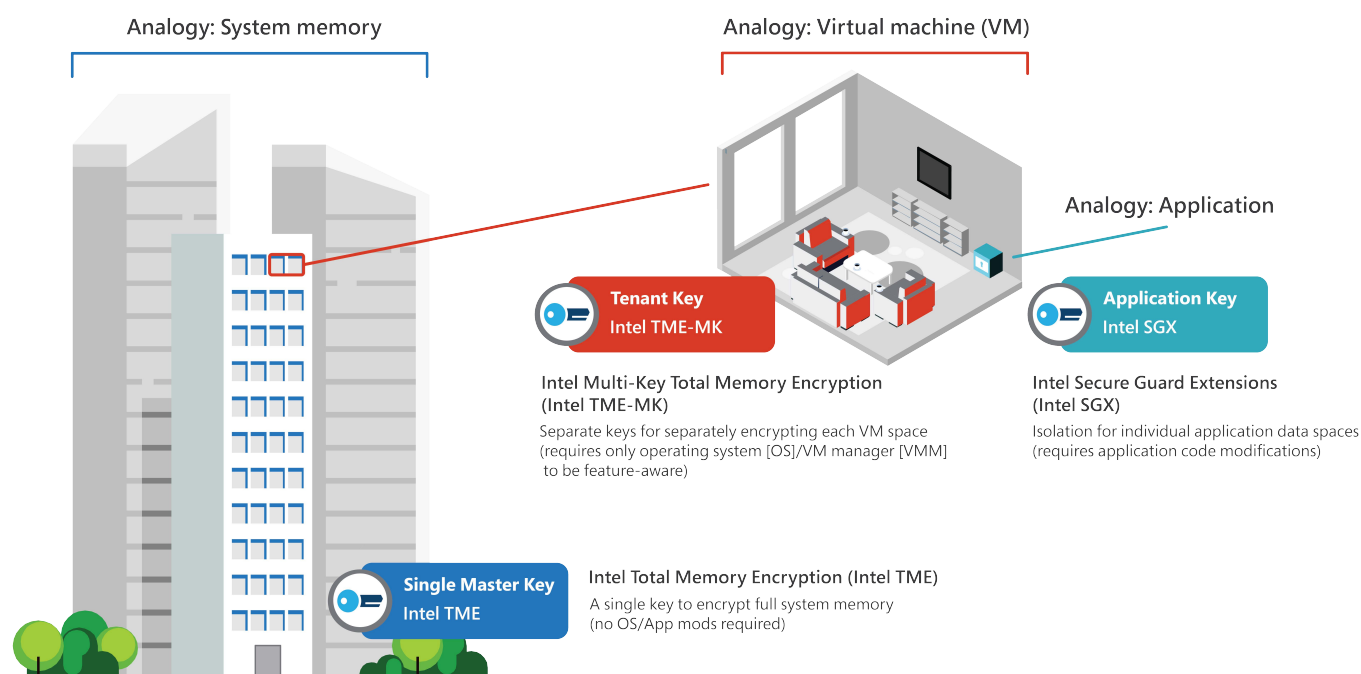 Analogy: System memory
Analogy: Virtual machine (VM)
Analogy: Application
Tenant Key
Intel TME-MK
Application Key
Intel SGX
Intel Multi-Key Total Memory Encryption
(Intel TME-MK)
Separate keys for separately encrypting each VM space
(requires only operating system [OS]/VM manager [VMM]
to be feature-aware)
Intel Secure Guard Extensions
(Intel SGX)
Isolation for individual application data spaces
(requires application code modifications)
Single Master Key
Intel TME
Intel Total Memory Encryption (Intel TME)
A single key to encrypt full system memory
(no OS/App mods required)